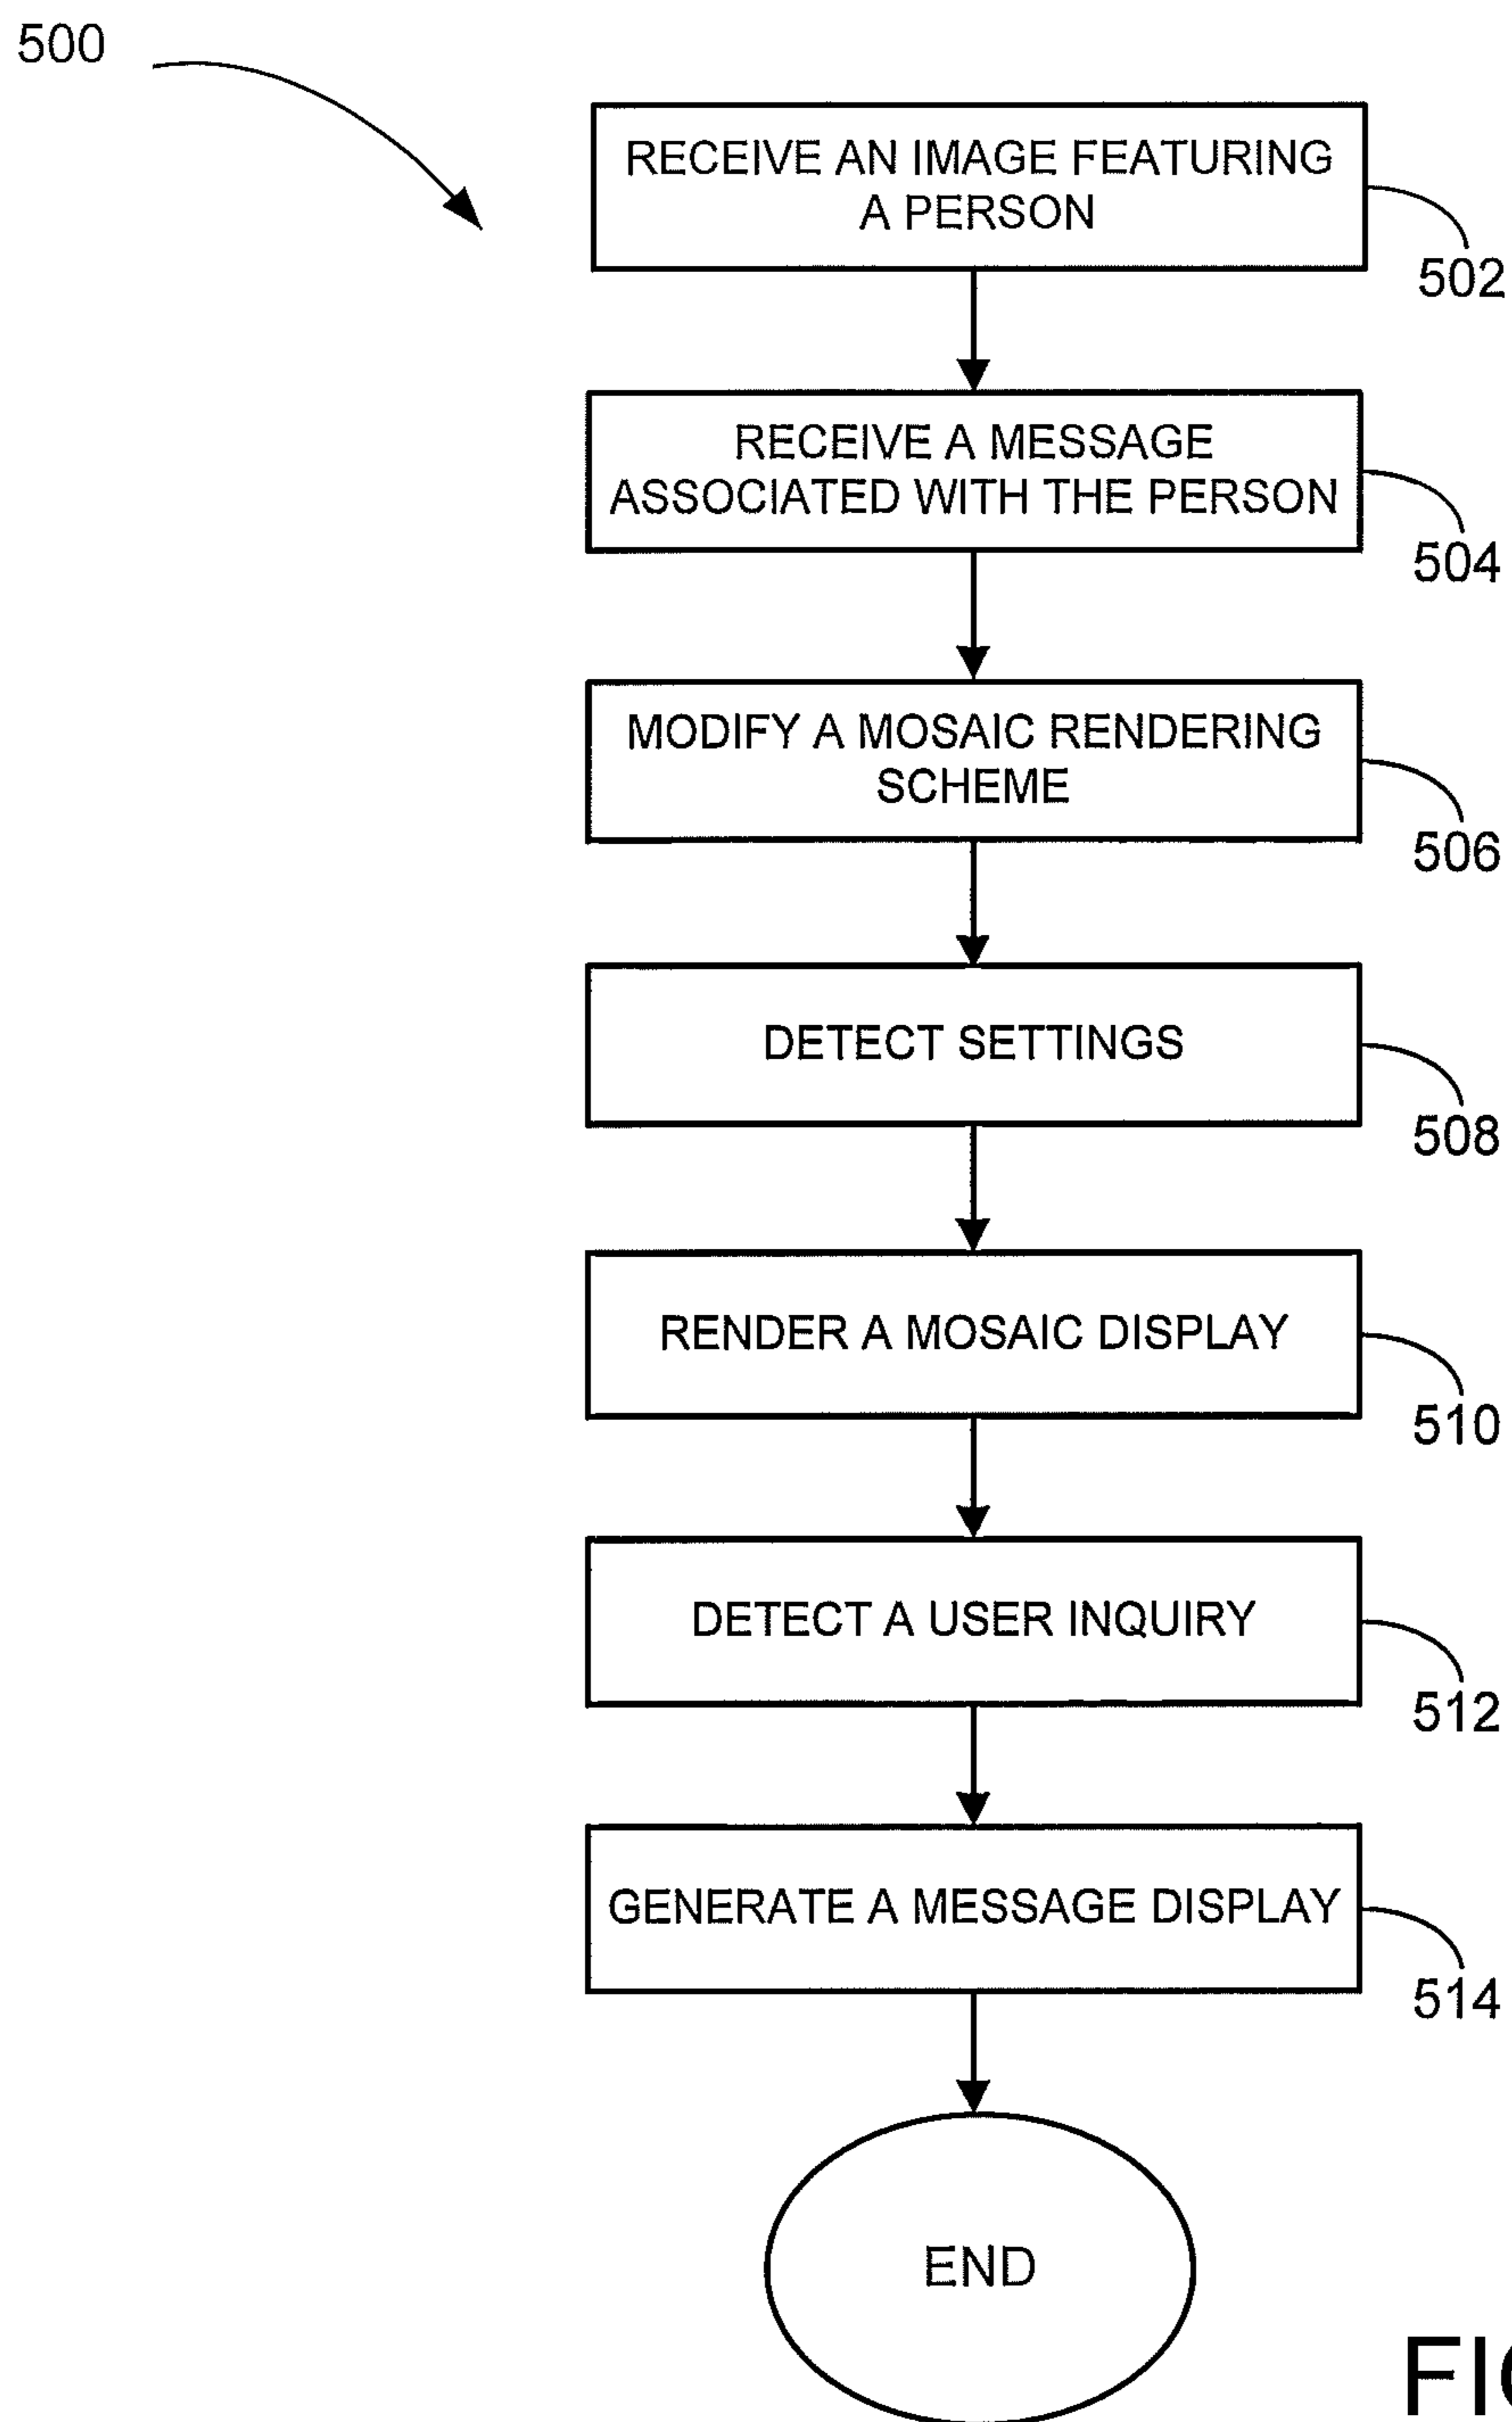 500
RECEIVE AN IMAGE FEATURING
A PERSON
502
RECEIVE A MESSAGE
ASSOCIATED WITH THE PERSON
504
MODIFY A MOSAIC RENDERING
SCHEME
506
DETECT SETTINGS
508
RENDER A MOSAIC DISPLAY
510
DETECT A USER INQUIRY
512
GENERATE A MESSAGE DISPLAY
514
END